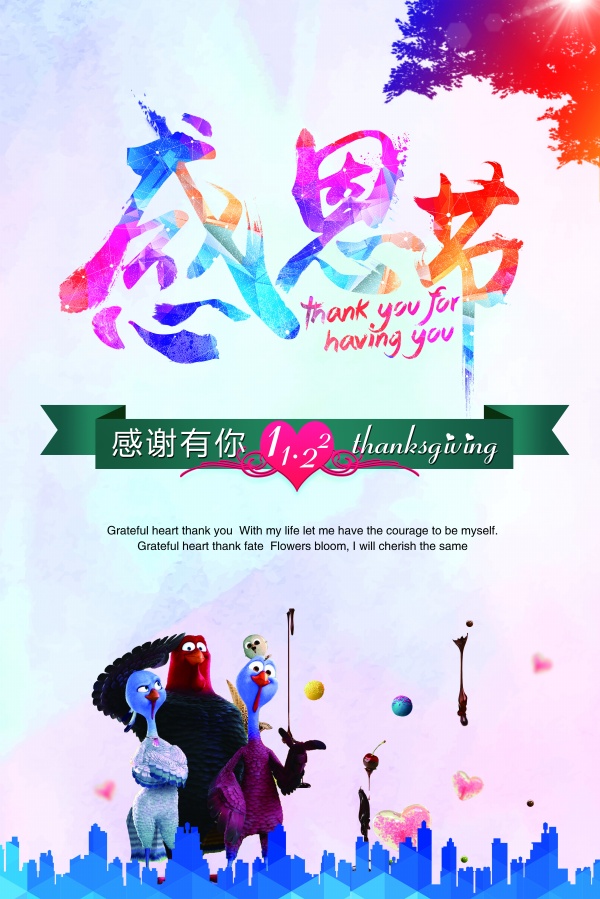 感恩节
thank you for
having you
感谢有你 11·22 thanksgiving
Grateful heart thank you With my life let me have the courage to be myself.
Grateful heart thank fate Flowers bloom, I will cherish the same